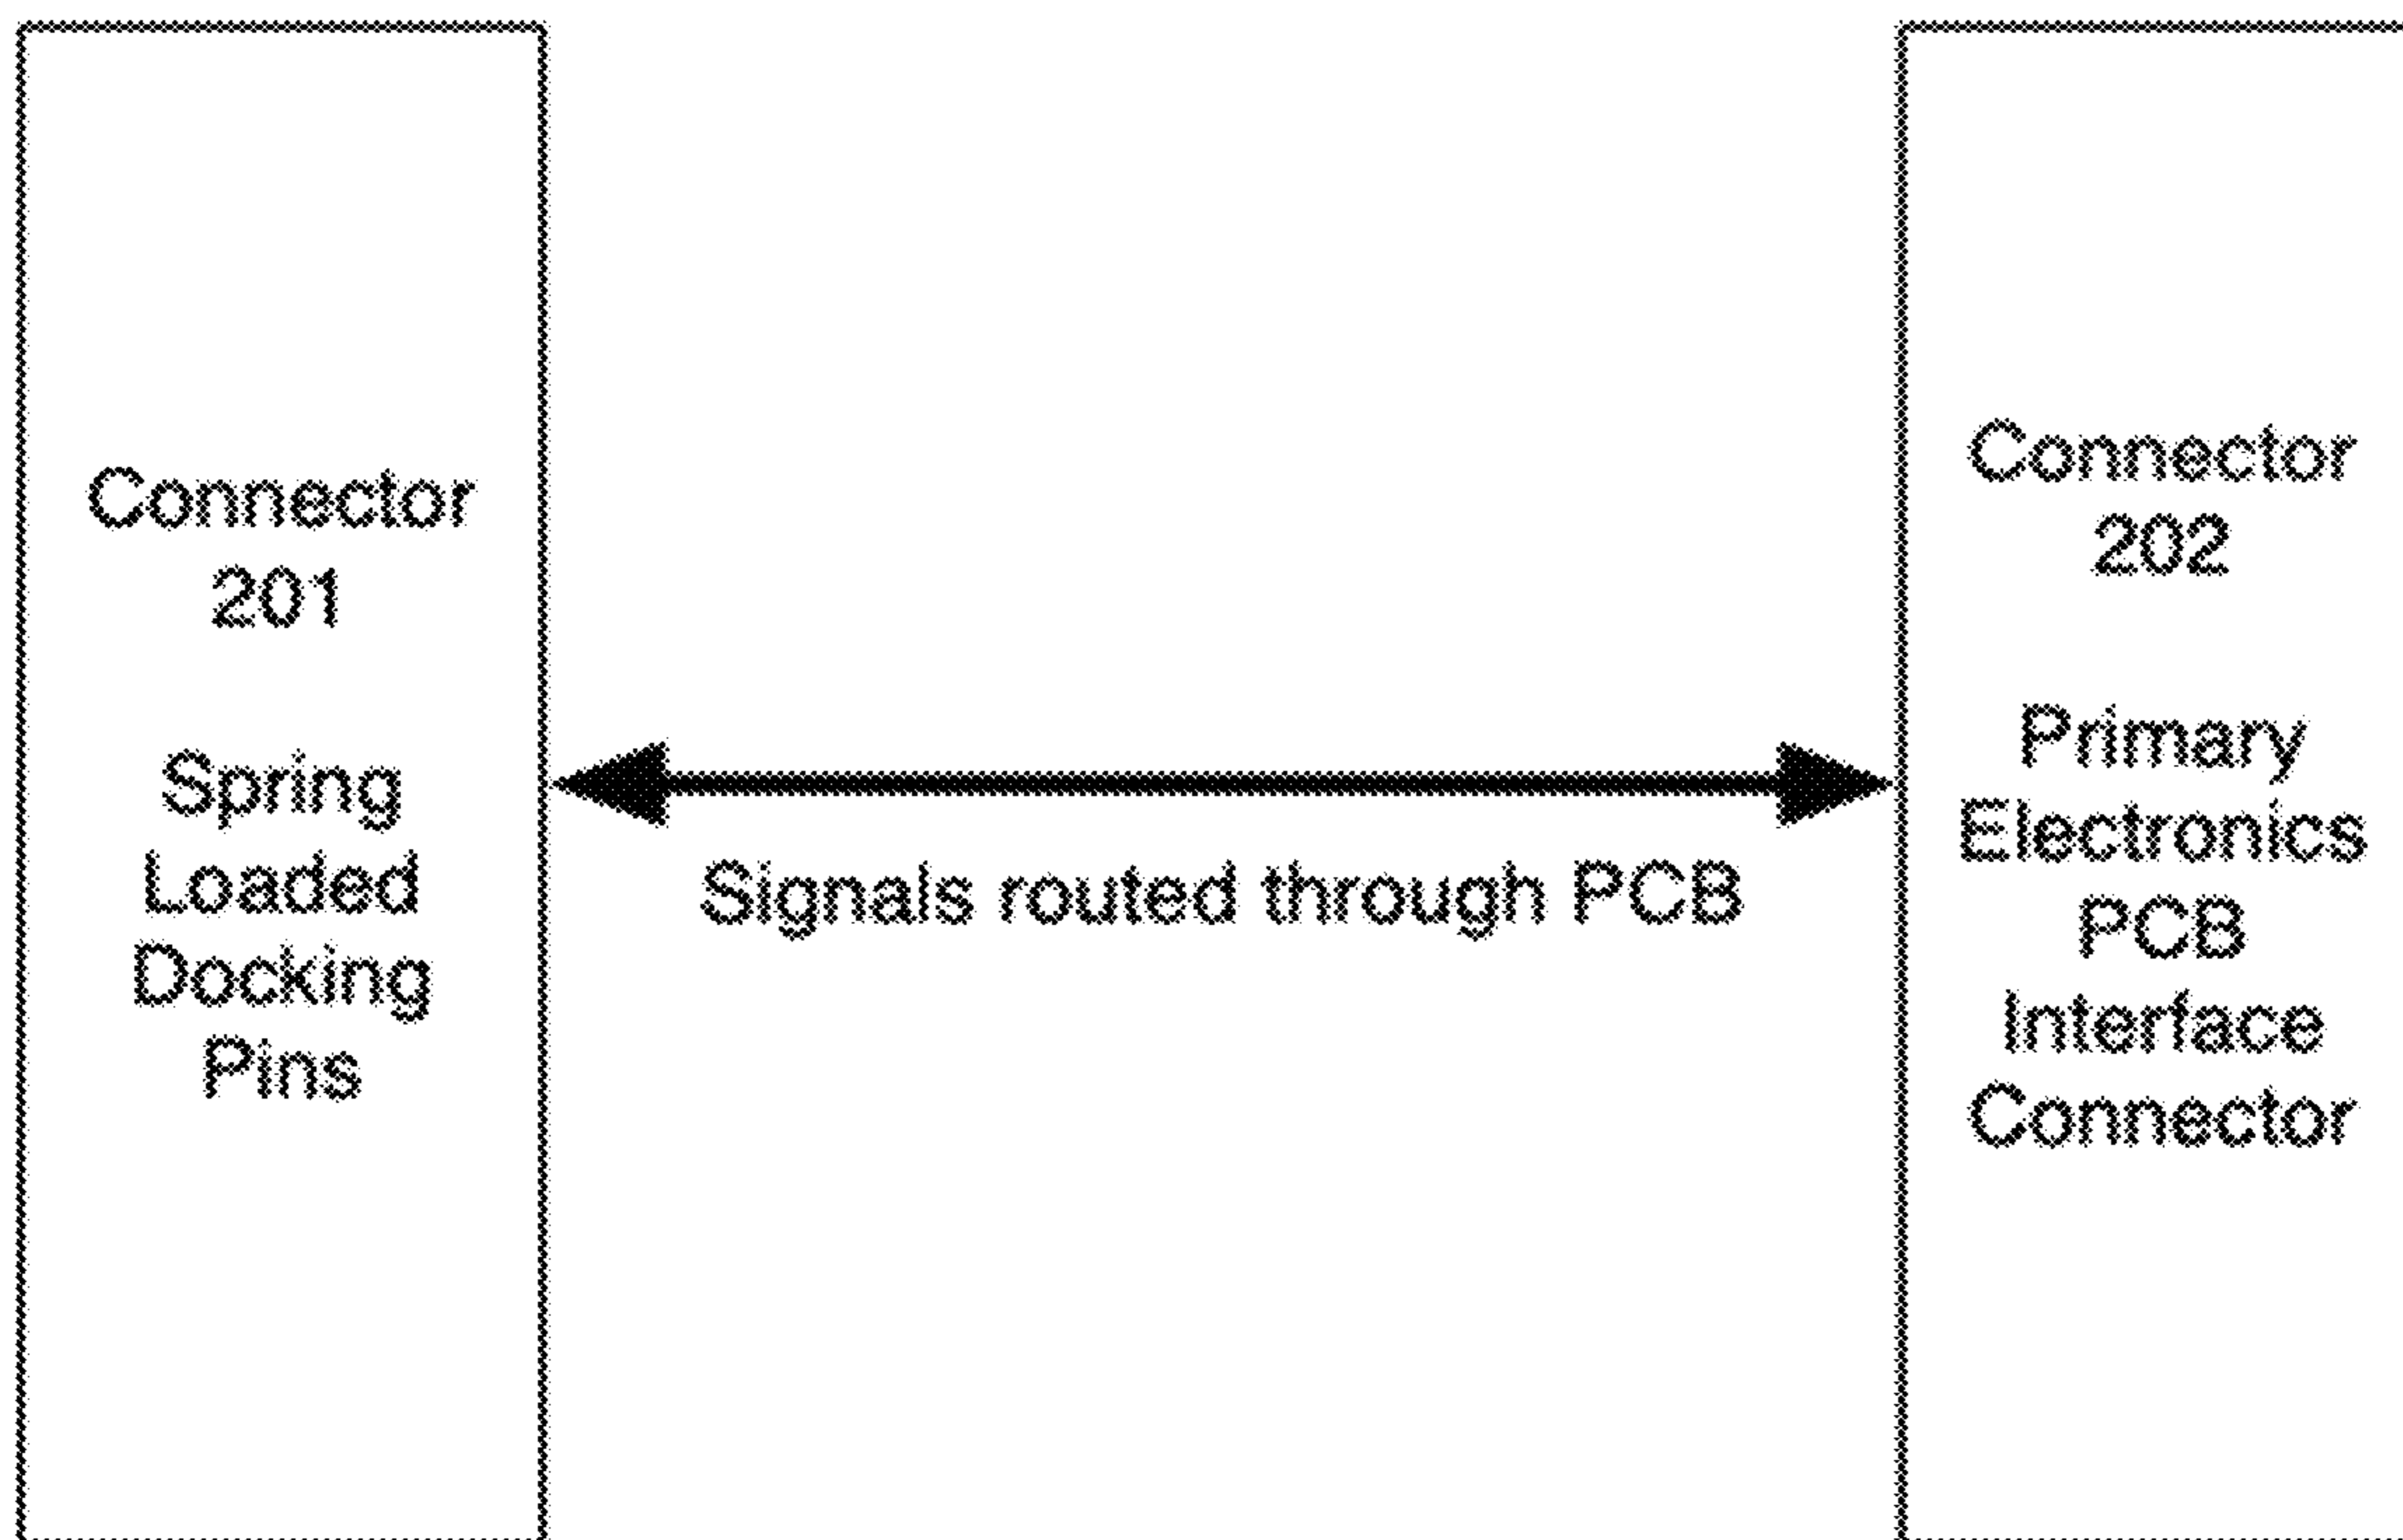 Connector
201
Spring
Loaded
Docking
Pins
Signals routed through PCB
Connector
202
Primary
Electronics
PCB
Interface
Connector